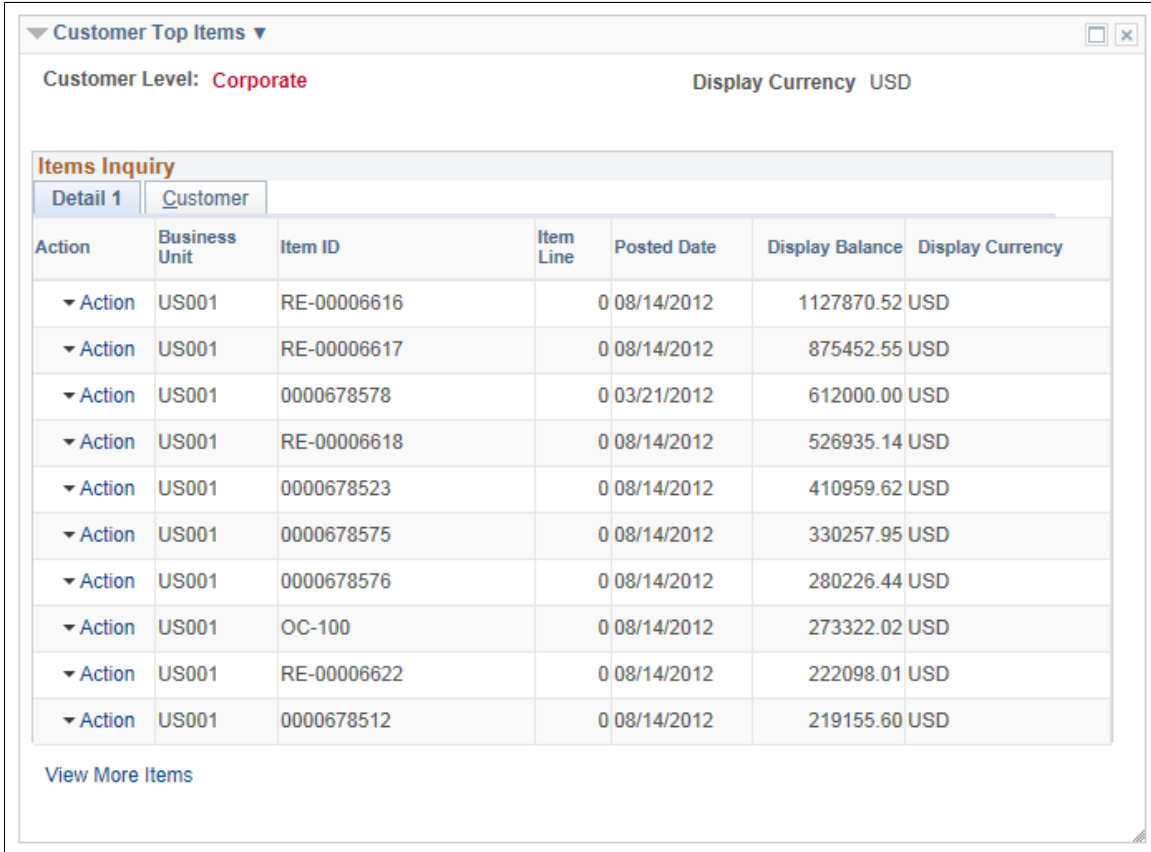 Customer Top Items ▼
Customer Level: Corporate Display Currency USD
Items Inquiry
Detail 1 Customer
Action Business Unit Item ID Item Line Posted Date Display Balance Display Currency
Action US001 RE-00006616 0 08/14/2012 1127870.52 USD
Action US001 RE-00006617 0 08/14/2012 875452.55 USD
Action US001 0000678578 0 03/21/2012 612000.00 USD
Action US001 RE-00006618 0 08/14/2012 526935.14 USD
Action US001 0000678523 0 08/14/2012 410959.62 USD
Action US001 0000678575 0 08/14/2012 330257.95 USD
Action US001 0000678576 0 08/14/2012 280226.44 USD
Action US001 OC-100 0 08/14/2012 273322.02 USD
Action US001 RE-00006622 0 08/14/2012 222098.01 USD
Action US001 0000678512 0 08/14/2012 219155.60 USD
View More Items